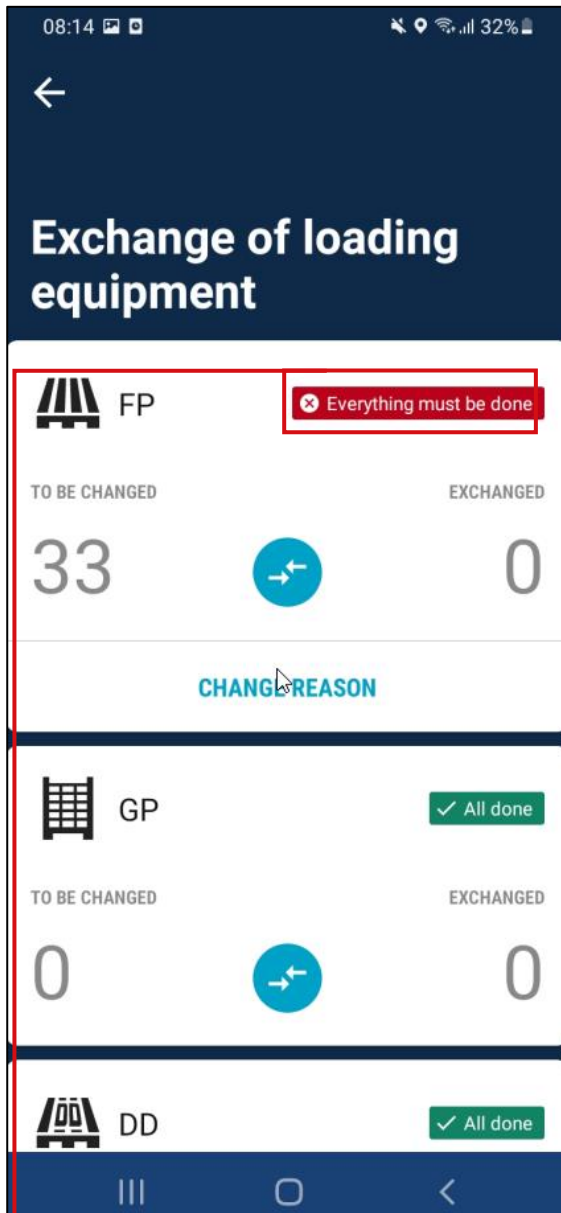 08:14 32%
Exchange of loading
equipment
FP Everything must be done
TO BE CHANGED EXCHANGED
33 0
CHANGE REASON
GP All done
TO BE CHANGED EXCHANGED
0 0
DD All done